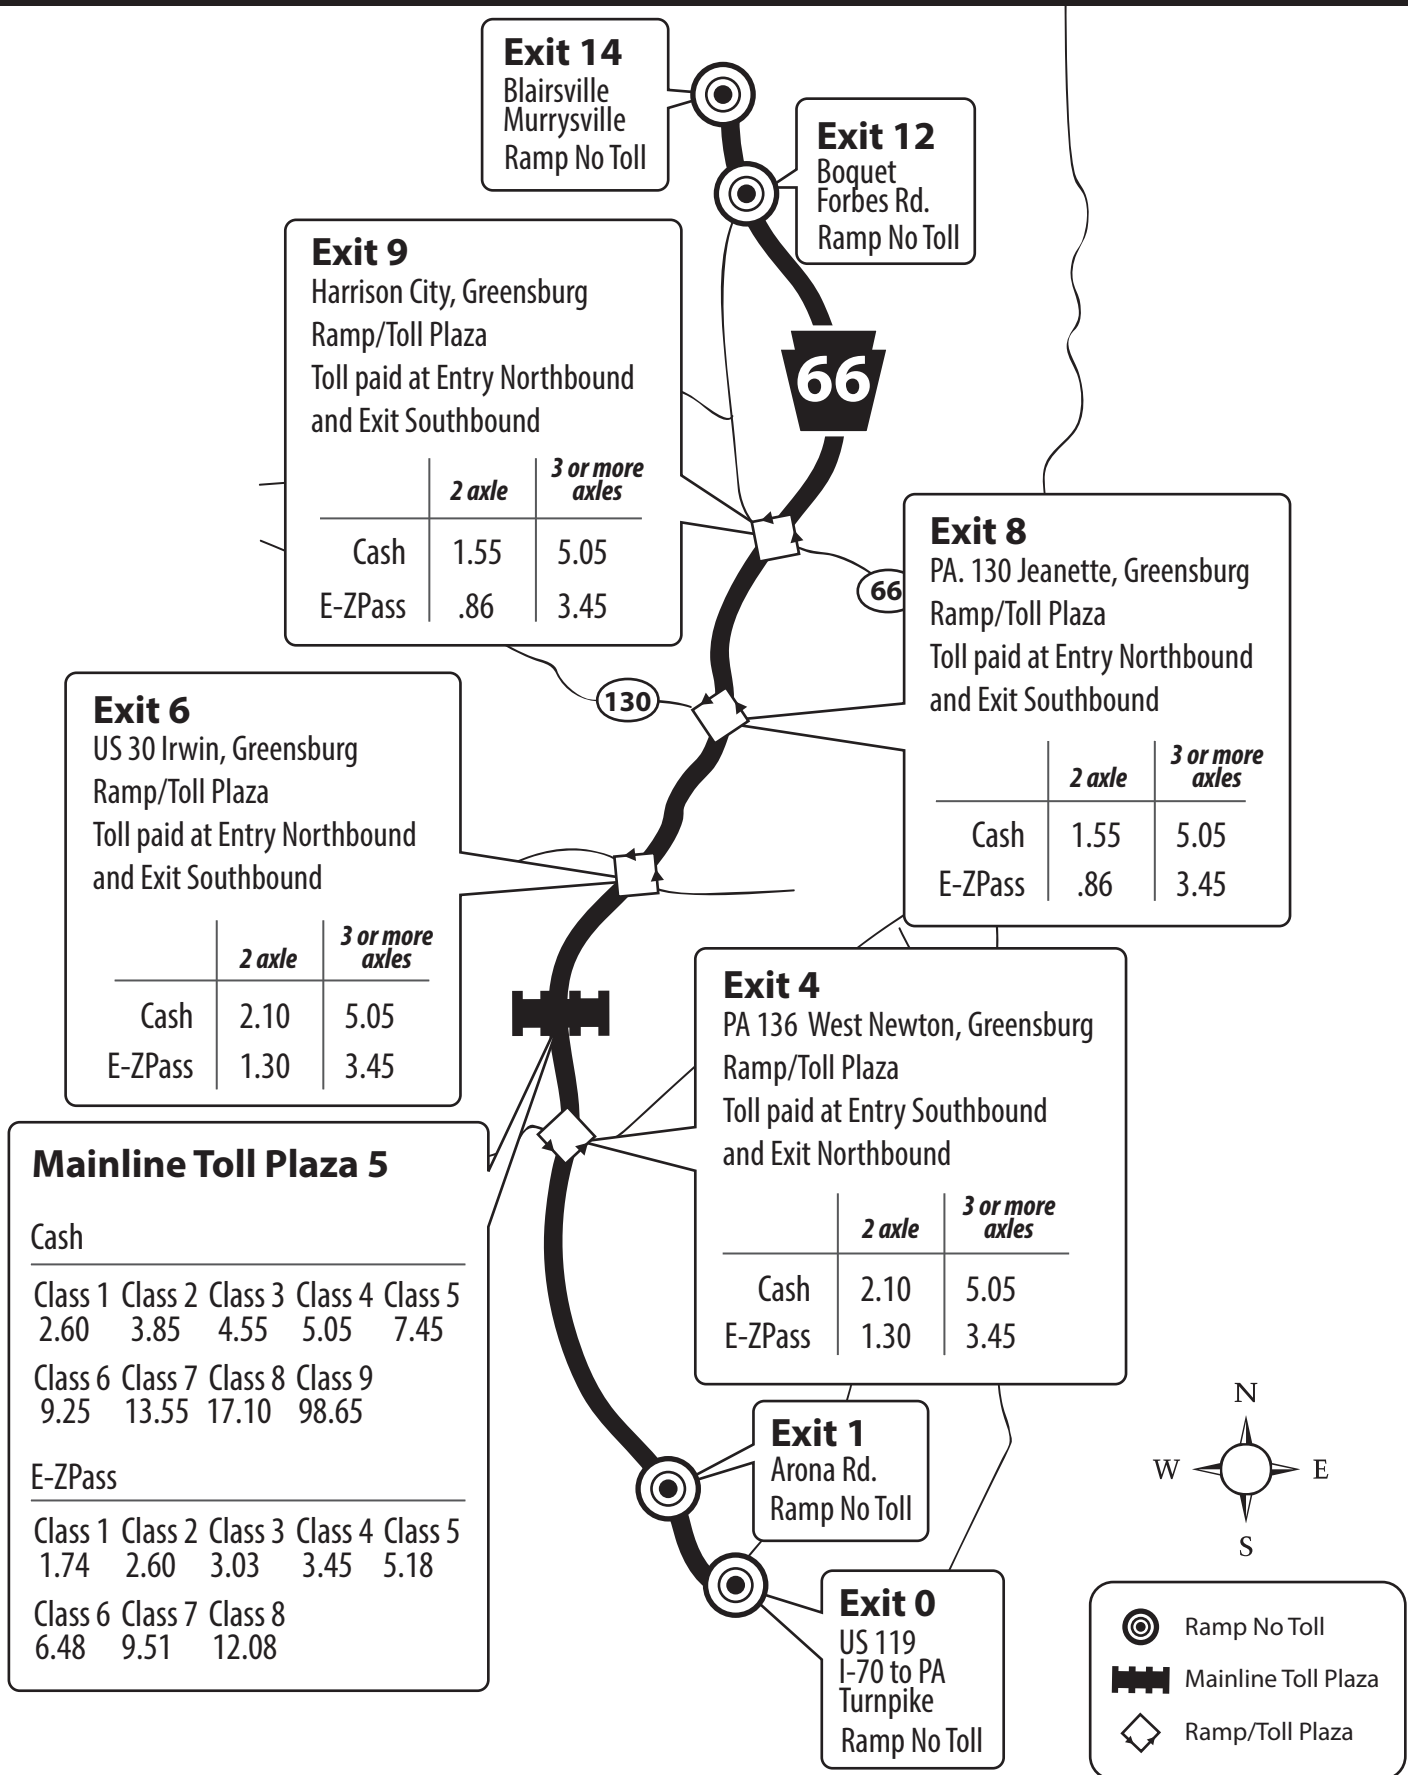 Exit 14
Blairsville
Murrysville
Ramp No Toll
Exit 12
Boquet
Forbes Rd.
Ramp No Toll
Exit 9
Harrison City, Greensburg
Ramp/Toll Plaza
Toll paid at Entry Northbound
and Exit Southbound
2 axle 3 or more
axles
Cash 1.55 5.05
E-ZPass .86 3.45
66
66
Exit 8
PA. 130 Jeanette, Greensburg
Ramp/Toll Plaza
Toll paid at Entry Northbound
and Exit Southbound
2 axle 3 or more
axles
Cash 1.55 5.05
E-ZPass .86 3.45
130
Exit 6
US 30 Irwin, Greensburg
Ramp/Toll Plaza
Toll paid at Entry Northbound
and Exit Southbound
2 axle 3 or more
axles
Cash 2.10 5.05
E-ZPass 1.30 3.45
Exit 4
PA 136 West Newton, Greensburg
Ramp/Toll Plaza
Toll paid at Entry Southbound
and Exit Northbound
2 axle 3 or more
axles
Cash 2.10 5.05
E-ZPass 1.30 3.45
Mainline Toll Plaza 5
Cash
Class 1 Class 2 Class 3 Class 4 Class 5
2.60 3.85 4.55 5.05 7.45
Class 6 Class 7 Class 8 Class 9
9.25 13.55 17.10 98.65
E-ZPass
Class 1 Class 2 Class 3 Class 4 Class 5
1.74 2.60 3.03 3.45 5.18
Class 6 Class 7 Class 8
6.48 9.51 12.08
Exit 1
Arona Rd.
Ramp No Toll
Exit 0
US 119
I-70 to PA
Turnpike
Ramp No Toll
N
W E
S
Ramp No Toll
Mainline Toll Plaza
Ramp/Toll Plaza